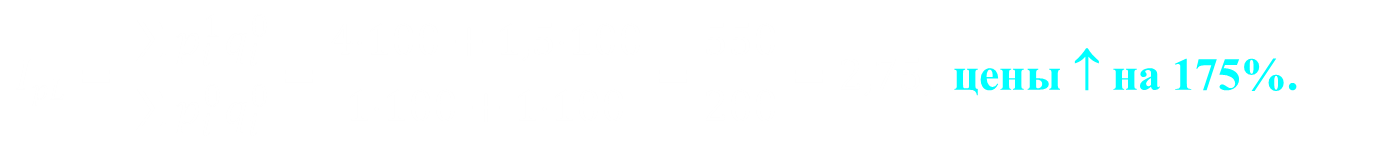 цены ↑ на 175%.